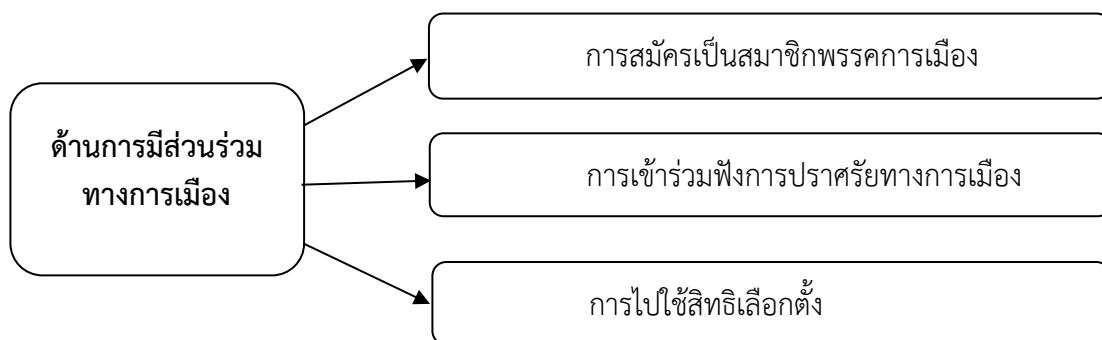 การสมัครเป็นสมาชิกพรรคการเมือง
ด้านการมีส่วนร่วม
ทางการเมือง
การเข้าร่วมฟังการปราศรัยทางการเมือง
การไปใช้สิทธิเลือกตั้ง